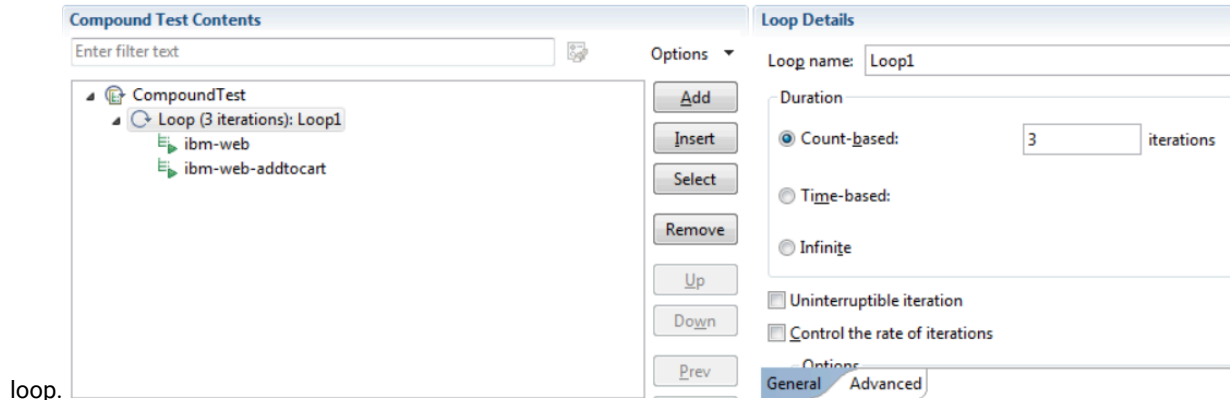 Compound Test Contents
Enter filter text
Options
CompoundTest
Loop (3 iterations): Loop1
ibm-web
ibm-web-addtocart
Add
Insert
Select
Remove
Up
Down
Prev
Loop Details
Loop name: Loop1
Duration
Count-based: 3 iterations
Time-based:
Infinite
Uninterruptible iteration
Control the rate of iterations
Options
General Advanced
loop.